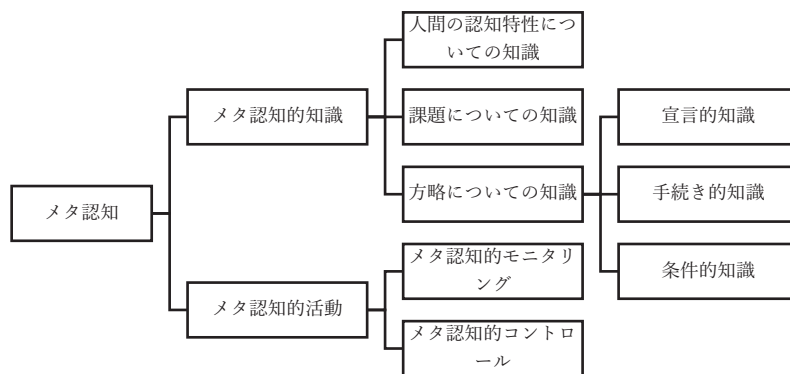 人間の認知特性につ
いての知識
メタ認知的知識
課題についての知識
宣言的知識
メタ認知
方略についての知識
手続き的知識
メタ認知的モニタリ
ング
条件的知識
メタ認知的活動
メタ認知的コントロ
ール